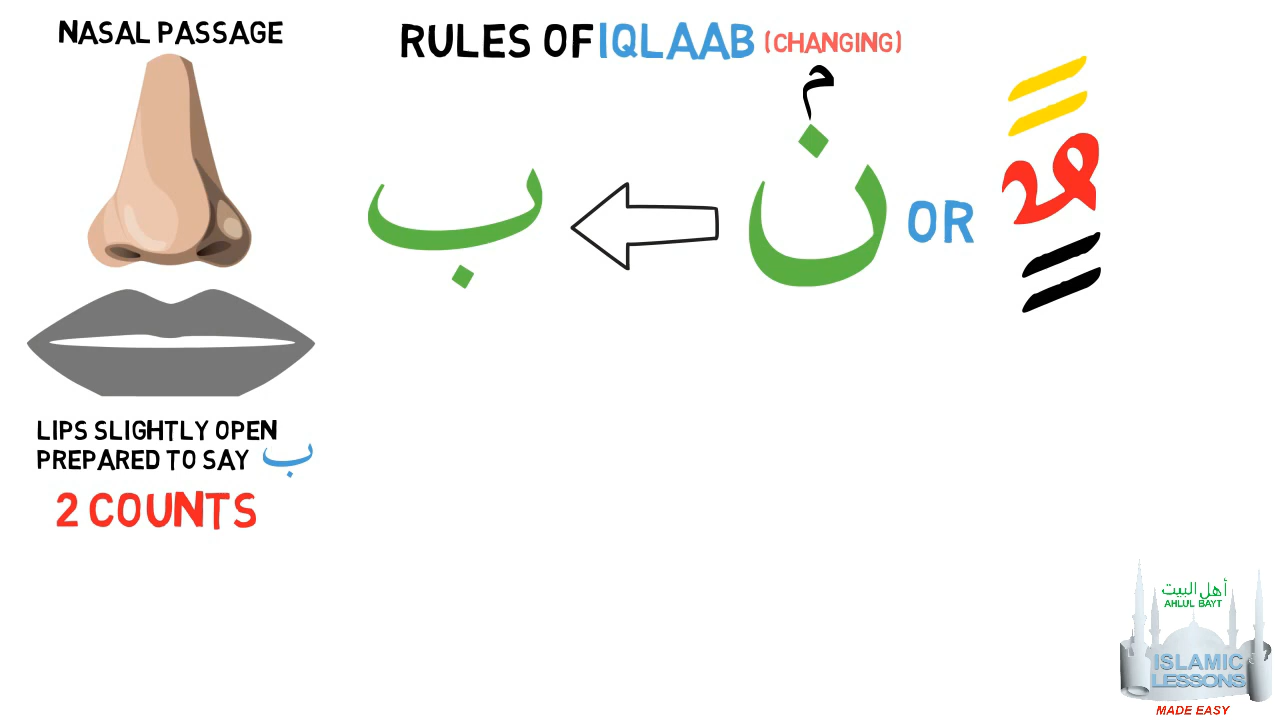 NASAL PASSAGE
RULES OF IQLAAB (CHANGING)
م
ب ن OR ـًـٌـٍ
LIPS SLIGHTLY OPEN
PREPARED TO SAY ب
2 COUNTS
أهل البيت
AHLUL BAYT
ISLAMIC
LESSONS
MADE EASY